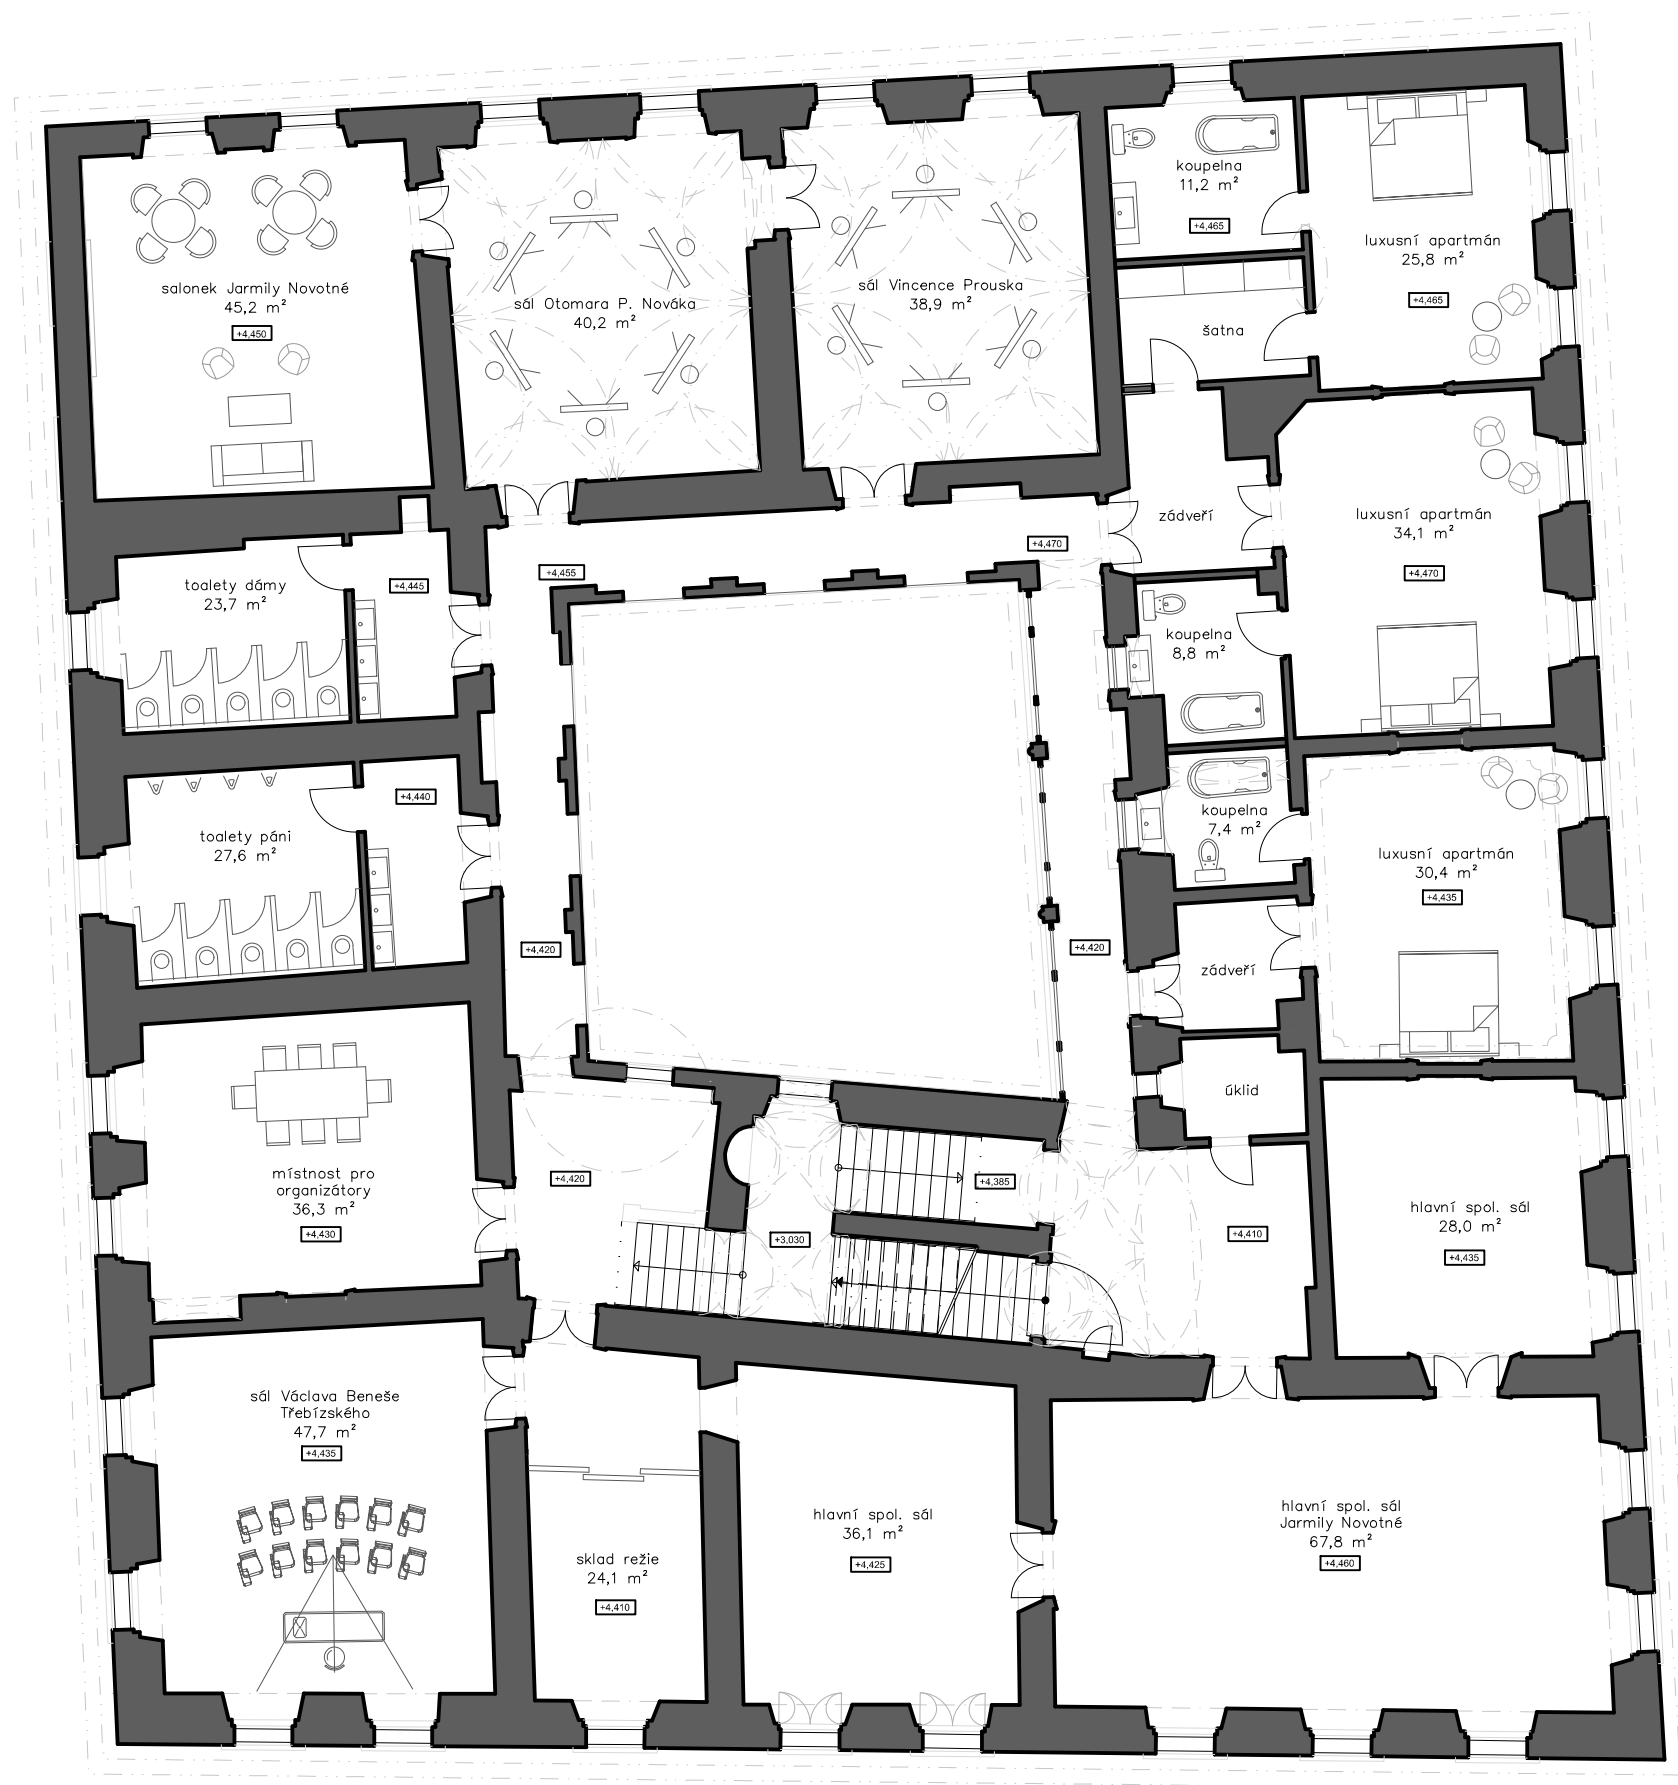 koupelna
11,2 m²
+4,465
luxusní apartmán
25,8 m²
+4,465
salonek Jarmily Novotné
45,2 m²
+4,450
sál Otomara P. Nováka
40,2 m²
sál Vincence Prouska
38,9 m²
šatna
zádveří
luxusní apartmán
34,1 m²
+4,470
+4,470
+4,455
toalety dámy
23,7 m²
+4,445
koupelna
8,8 m²
toalety páni
27,6 m²
+4,440
koupelna
7,4 m²
luxusní apartmán
30,4 m²
+4,435
+4,420
+4,420
zádveří
úklid
místnost pro
organizátory
36,3 m²
+4,430
+4,420
+4,385
+3,030
+4,410
hlavní spol. sál
28,0 m²
+4,435
sál Václava Beneše
Třebízského
47,7 m²
+4,435
sklad režie
24,1 m²
+4,410
hlavní spol. sál
36,1 m²
+4,425
hlavní spol. sál
Jarmily Novotné
67,8 m²
+4,460